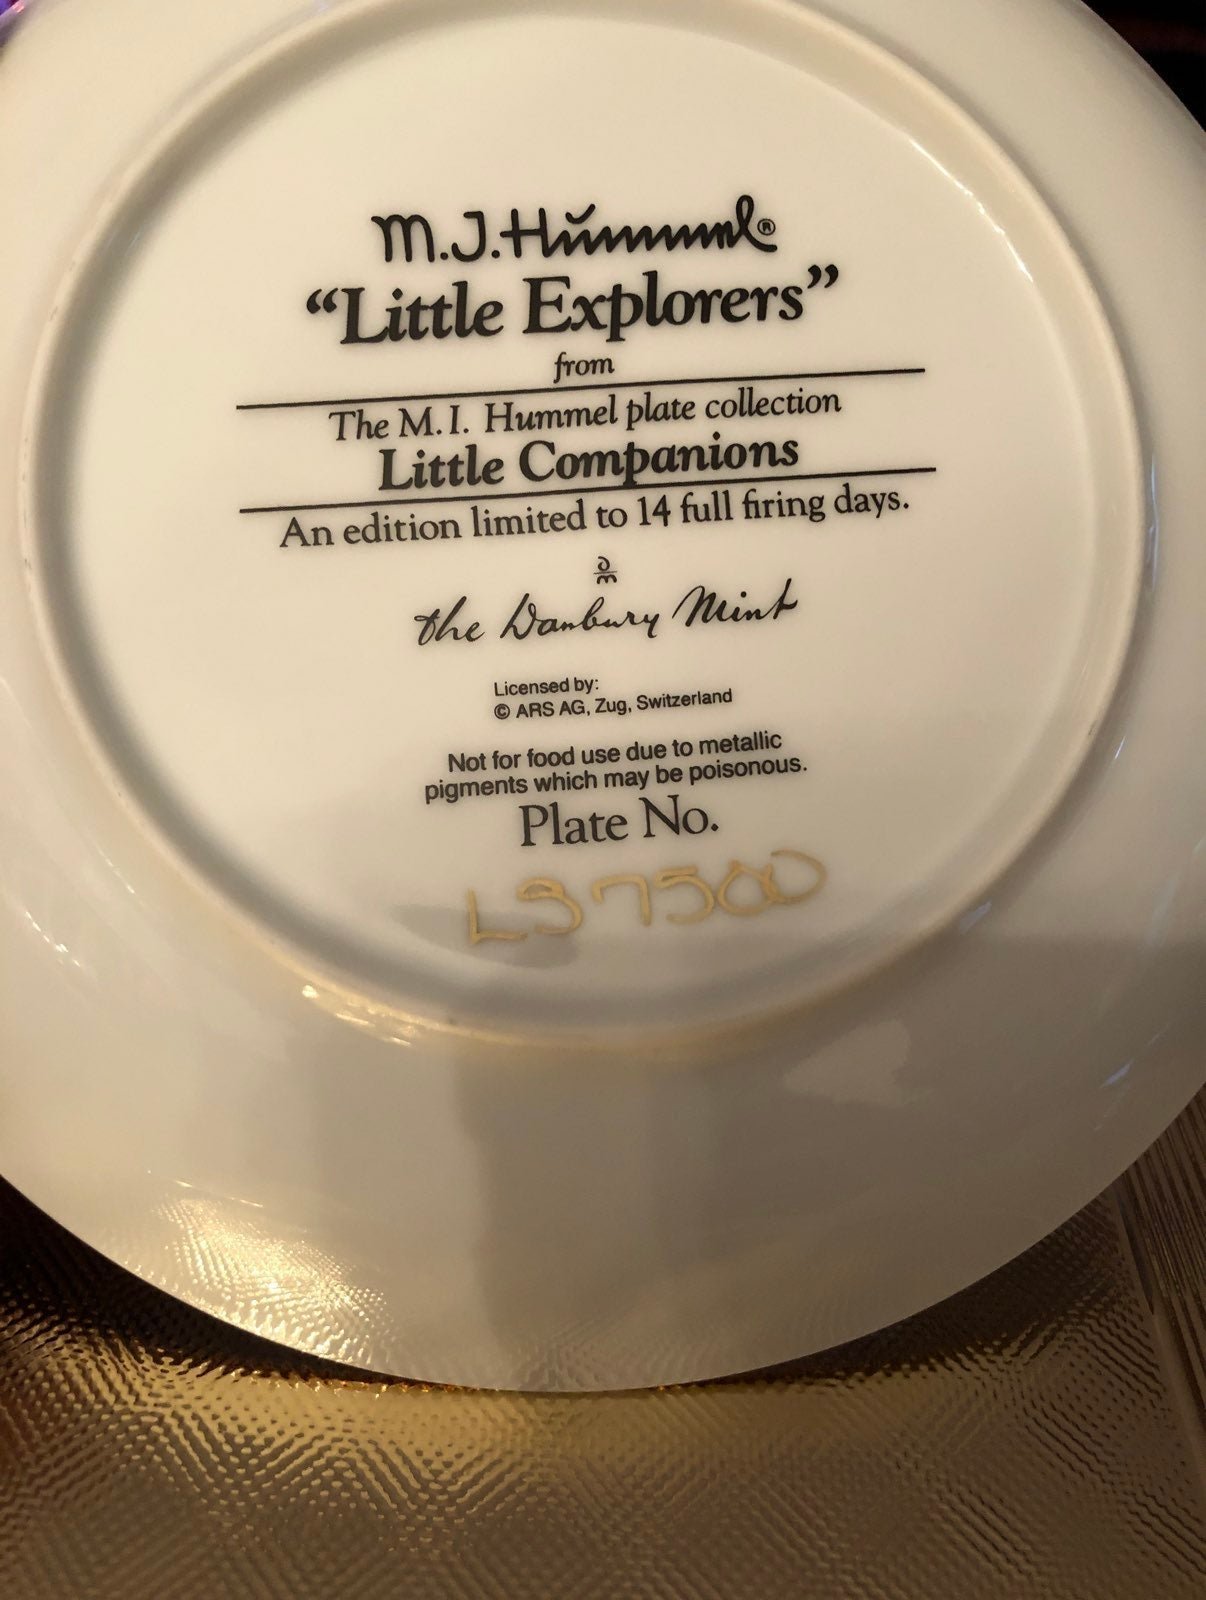 M.J.Hummel®
“Little Explorers”
from
The M.I. Hummel plate collection
Little Companions
An edition limited to 14 full firing days.
the Danbury Mint
Licensed by:
© ARS AG, Zug, Switzerland
Not for food use due to metallic
pigments which may be poisonous.
Plate No.
LS7500